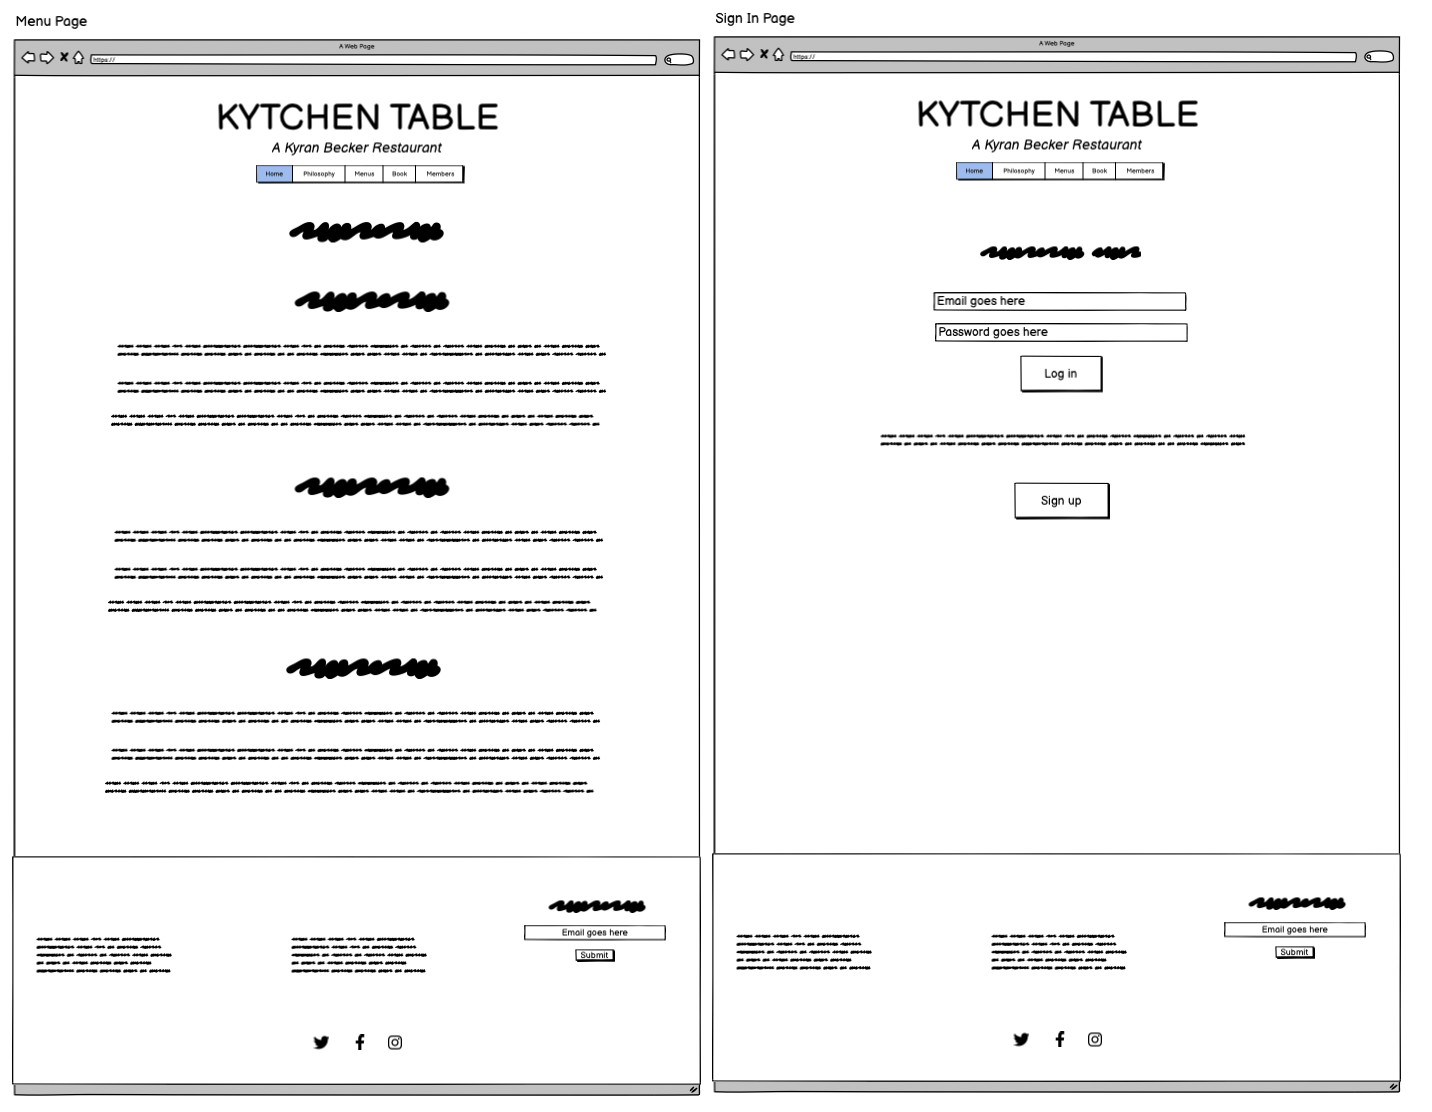 Menu Page
A Web Page
https://
KYTCHEN TABLE
A Kyran Becker Restaurant
Home Philosophy Menus Book Members
Email goes here
Submit
Sign In Page
A Web Page
https://
KYTCHEN TABLE
A Kyran Becker Restaurant
Home Philosophy Menus Book Members
Email goes here
Password goes here
Log in
Sign up
Email goes here
Submit